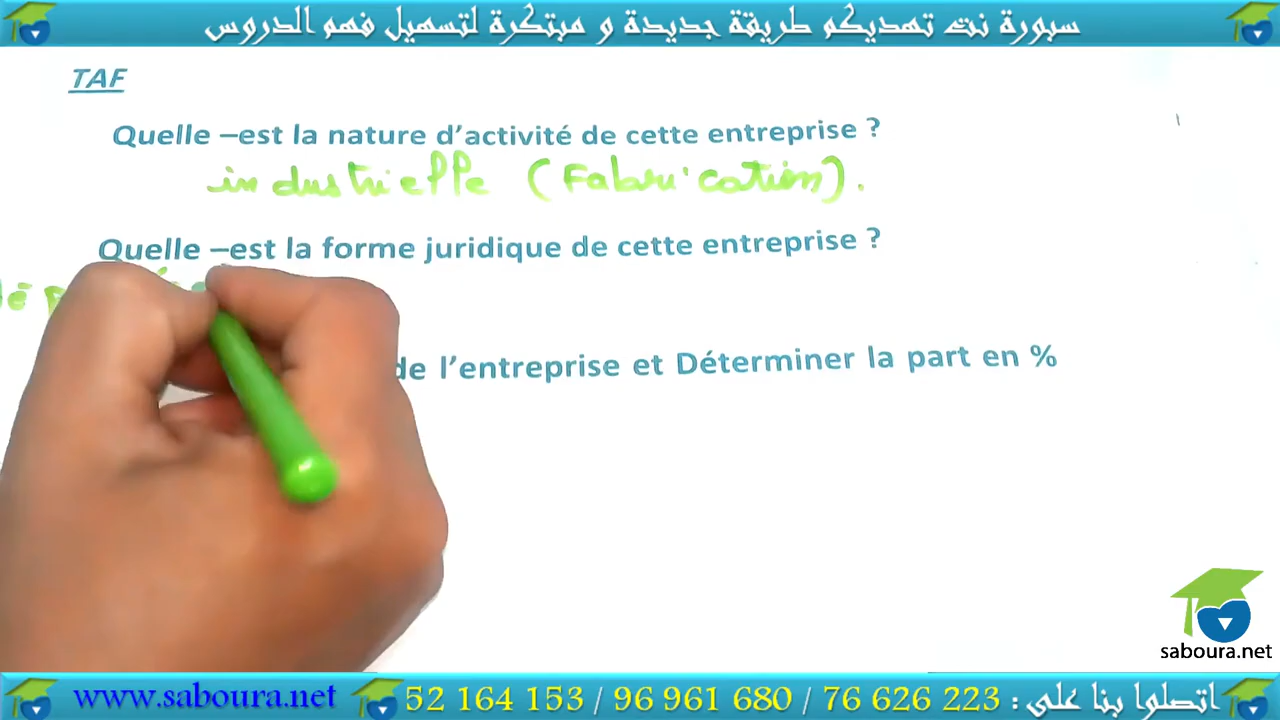 سبورة نت تهديكم طريقة جديدة و مبتكرة لتسهيل فهم الدروس
TAF
Quelle –est la nature d’activité de cette entreprise ?
industrielle (Fabrication).
Quelle –est la forme juridique de cette entreprise ?
de l’entreprise et Déterminer la part en %
saboura.net
www.saboura.net 52 164 153 / 96 961 680 / 76 626 223 : اتصلوا بنا على